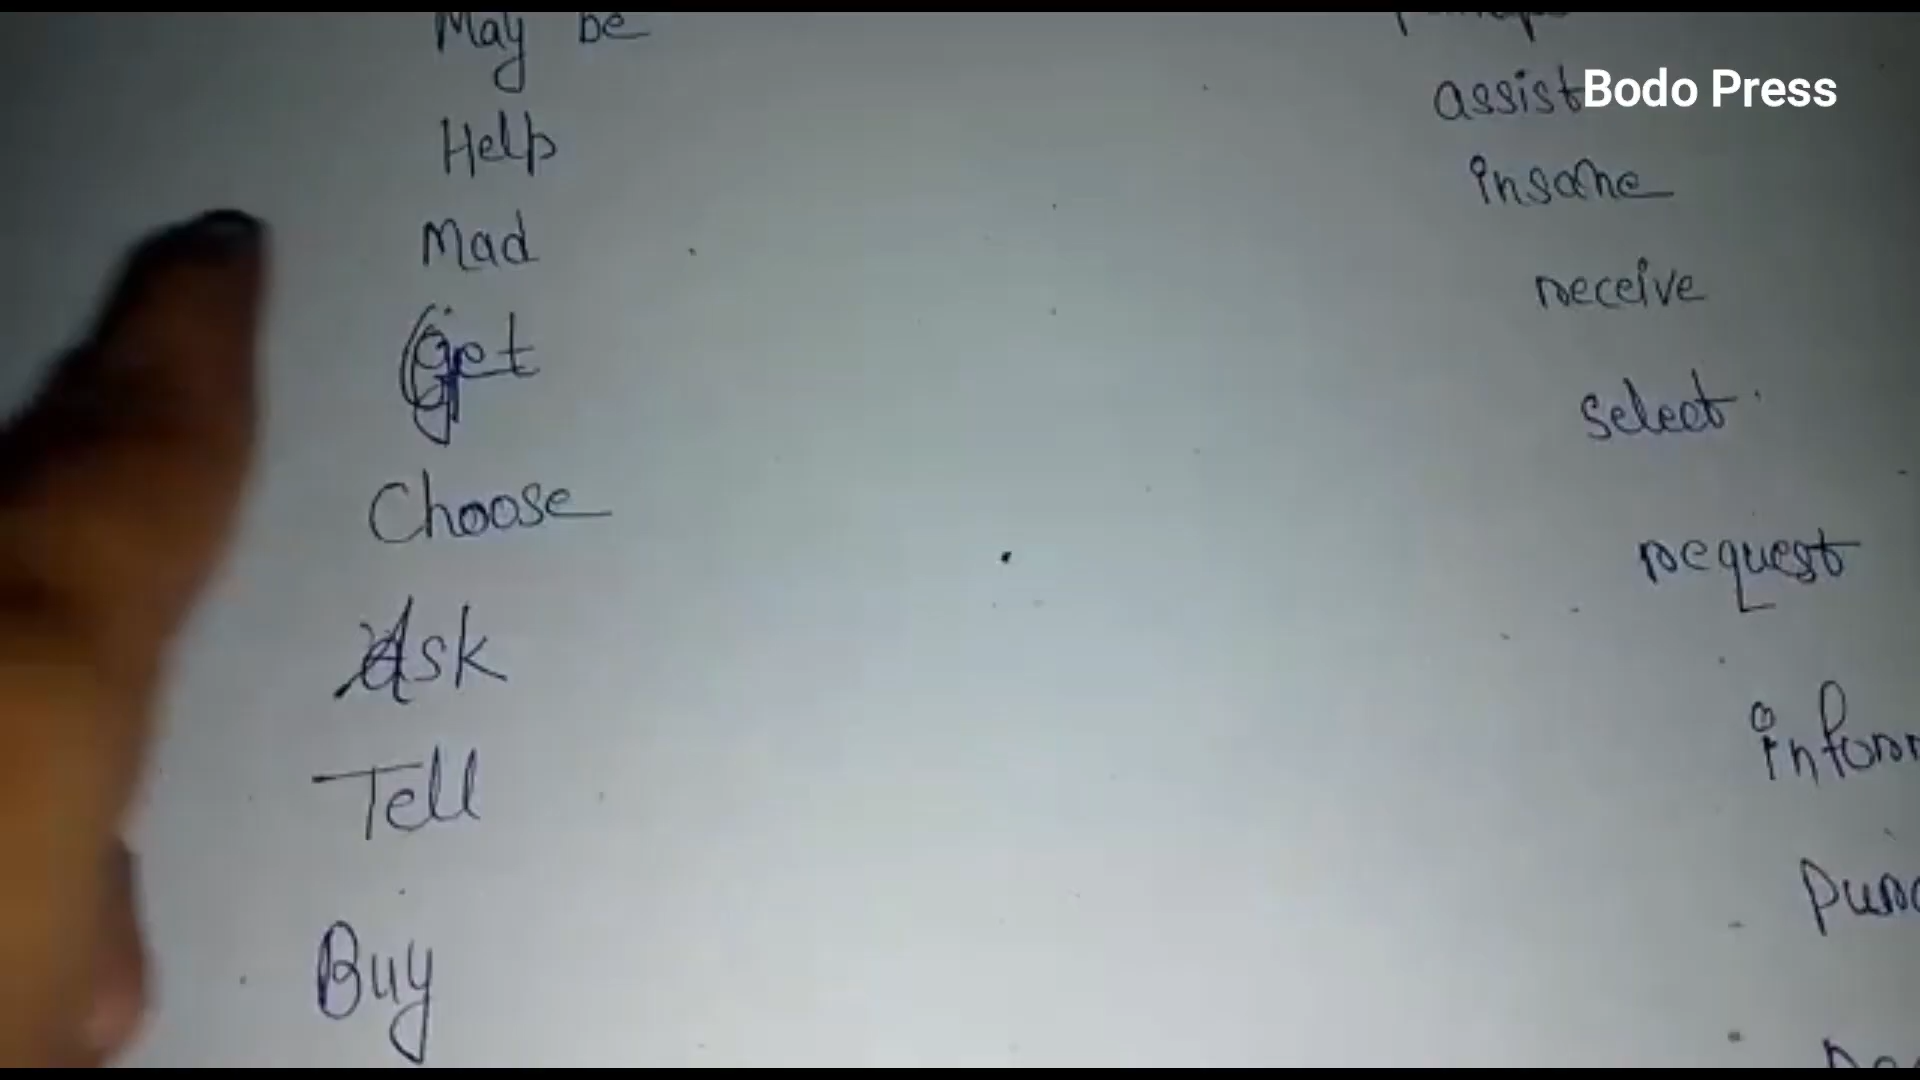 May be
assist Bodo Press
Help
insane
Mad
receive
get
select
Choose
request
Ask
Tell
Buy